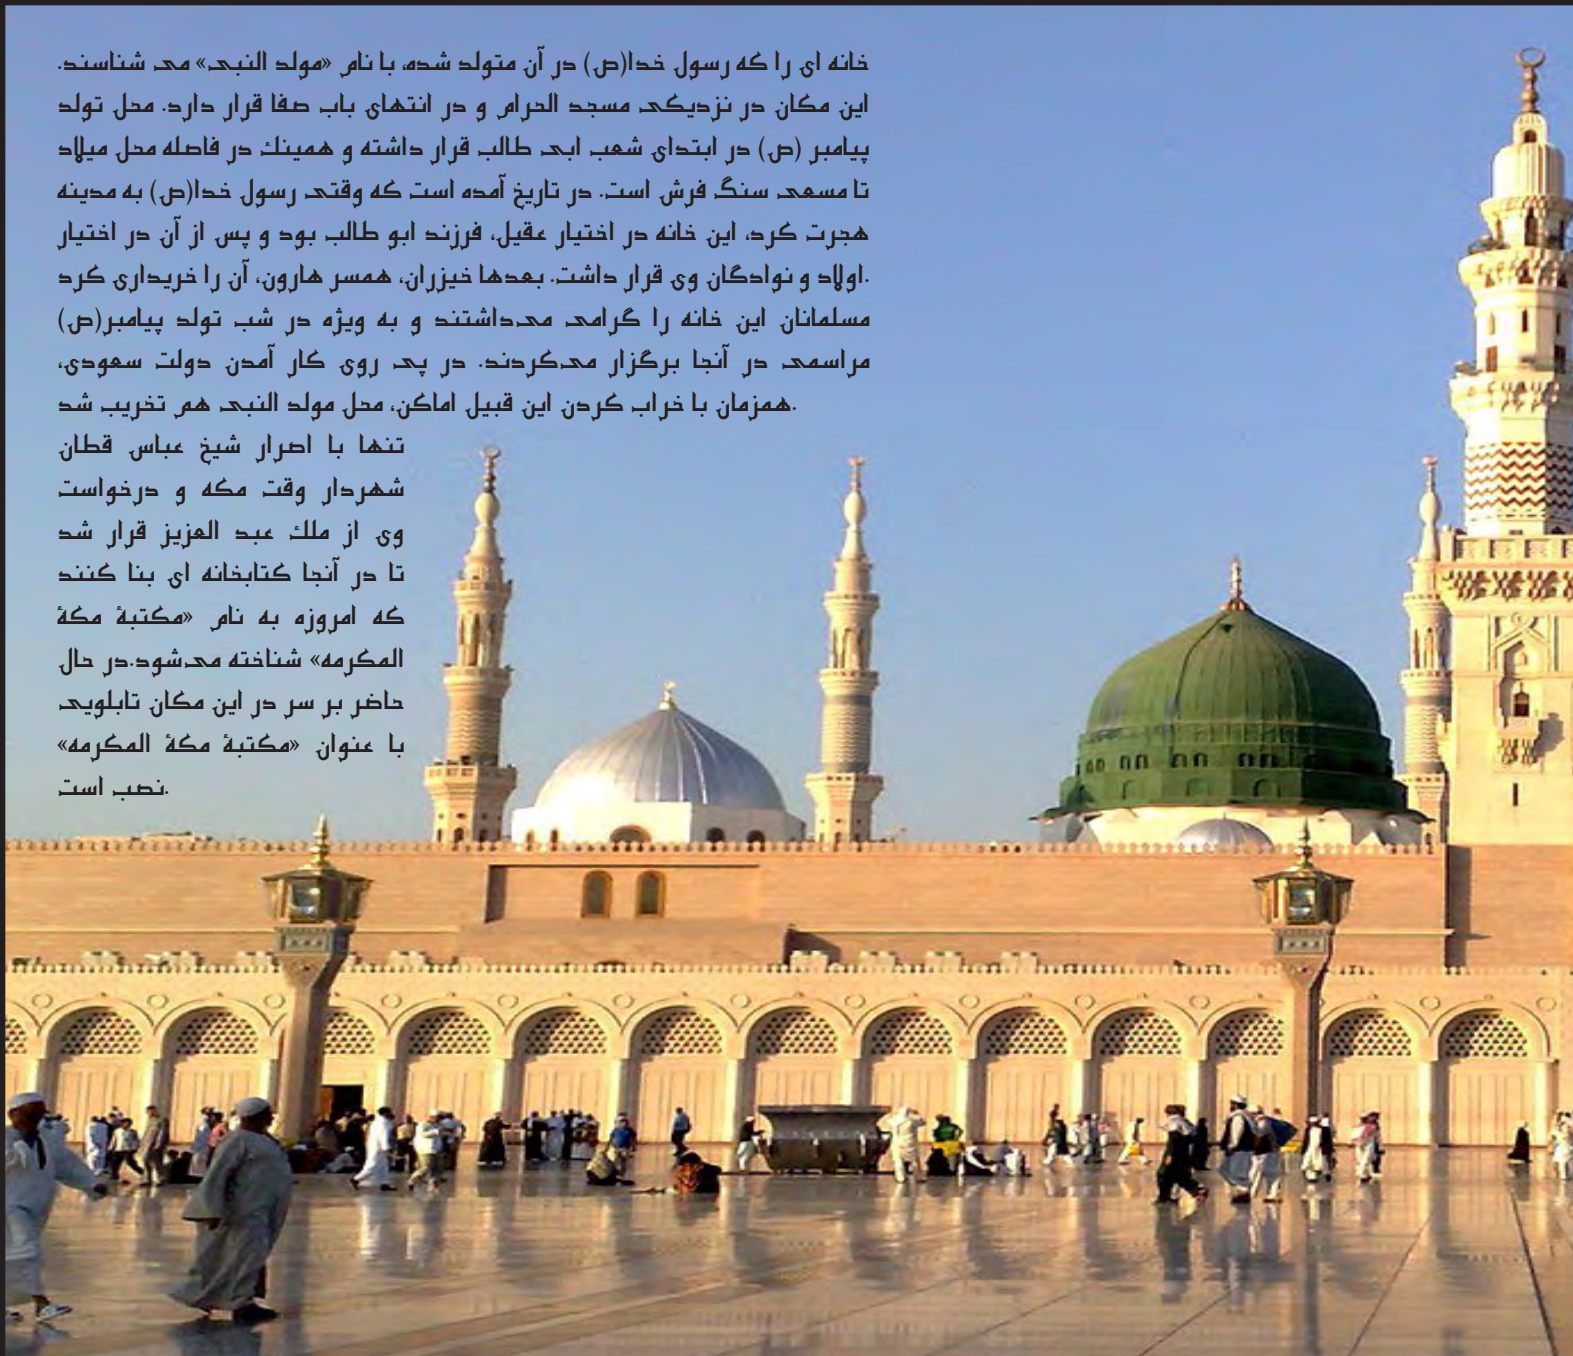 خانه ای را که رسول خدا(ص) در آن متولد شده، با نام «مولد النبی» می شناسند.
این مکان در نزدیکی مسجد الحرام و در انتهای باب صفا قرار دارد. محل تولد
پیامبر (ص) در ابتدای شعب ابی طالب قرار داشته و همینک در فاصله محل میلاد
تا مسعی سنگ فرش است. در تاریخ آمده است که وقتی رسول خدا(ص) به مدینه
هجرت کرد، این خانه در اختیار عقیل، فرزند ابو طالب بود و پس از آن در اختیار
.اولاد و نوادگان وی قرار داشت. بعدها خیزران، همسر هارون، آن را خریداری کرد
مسلمانان این خانه را گرامی می‌داشتند و به ویژه در شب تولد پیامبر(ص)
مراسمی در آنجا برگزار می‌کردند. در پی روی کار آمدن دولت سعودی،
.همزمان با خراب کردن این قبیل اماکن، محل مولد النبی هم تخریب شد
تنها با اصرار شیخ عباس قطان
شهردار وقت مکه و درخواست
وی از ملک عبد العزیز قرار شد
تا در آنجا کتابخانه ای بنا کنند
که امروزه به نام «مکتبة مکة
المکرمه» شناخته می‌شود.در حال
حاضر بر سر در این مکان تابلویی
با عنوان «مکتبة مکة المکرمه»
.نصب است